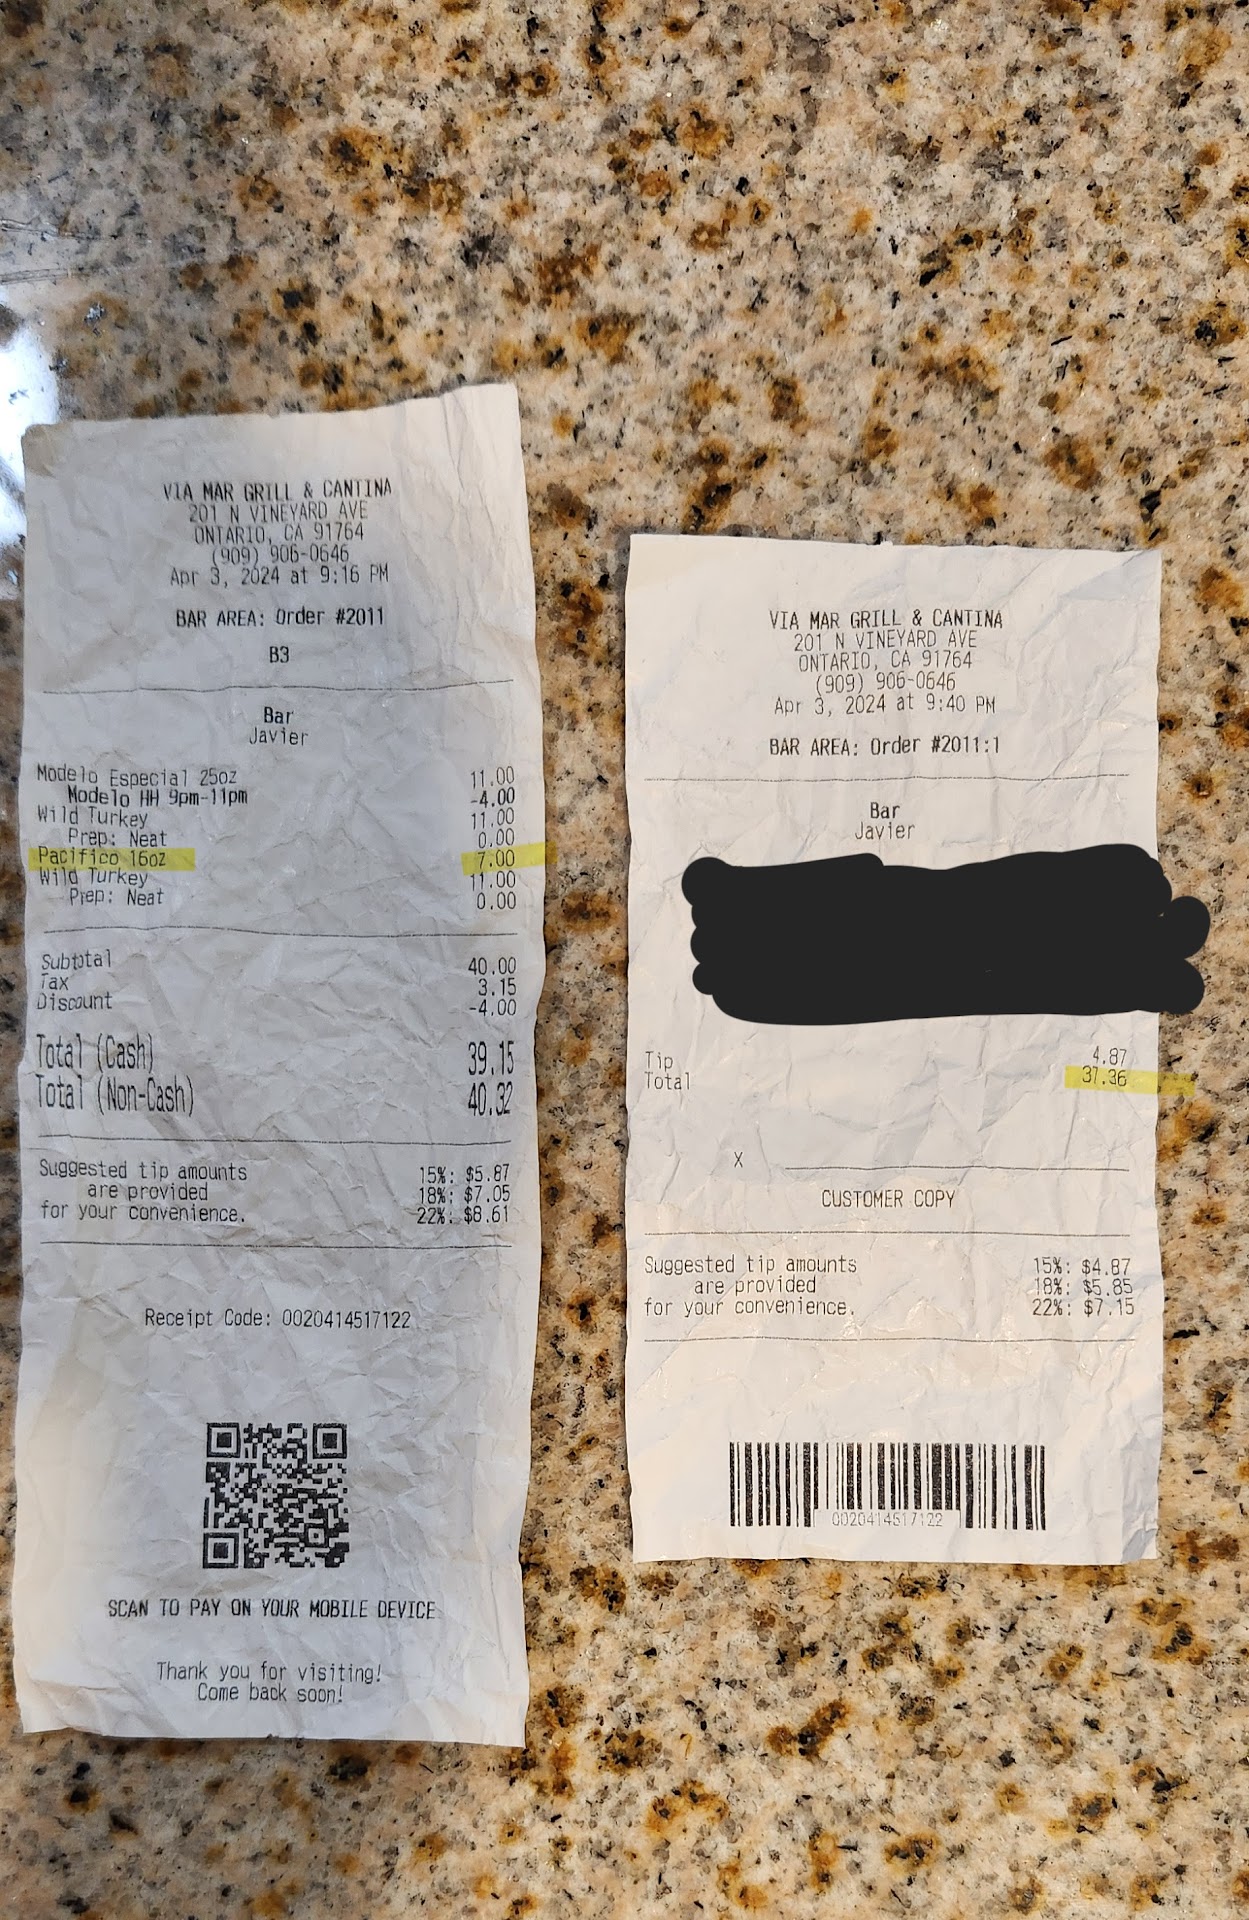 VIA MAR GRILL & CANTINA
201 N VINEYARD AVE
ONTARIO, CA 91764
(909) 906-0646
Apr 3, 2024 at 9:16 PM
BAR AREA: Order #2011
B3
Bar
Javier
Modelo Especial 25oz 11.00
Modelo HH 9pm-11pm -4.00
Wild Turkey 11.00
Prep: Neat 0.00
Pacifico 16oz 7.00
Wild Turkey 11.00
Prep: Neat 0.00
Subtotal 40.00
Tax 3.15
Discount -4.00
Total (Cash) 39.15
Total (Non-Cash) 40.32
Suggested tip amounts 15%: $5.87
are provided 18%: $7.05
for your convenience. 22%: $8.61
Receipt Code: 0020414517122
SCAN TO PAY ON YOUR MOBILE DEVICE
Thank you for visiting!
Come back soon!
VIA MAR GRILL & CANTINA
201 N VINEYARD AVE
ONTARIO, CA 91764
(909) 906-0646
Apr 3, 2024 at 9:40 PM
BAR AREA: Order #2011:1
Bar
Javier
Tip 4.87
Total 37.36
X
CUSTOMER COPY
Suggested tip amounts 15%: $4.87
are provided 18%: $5.85
for your convenience. 22%: $7.15
0020414517122